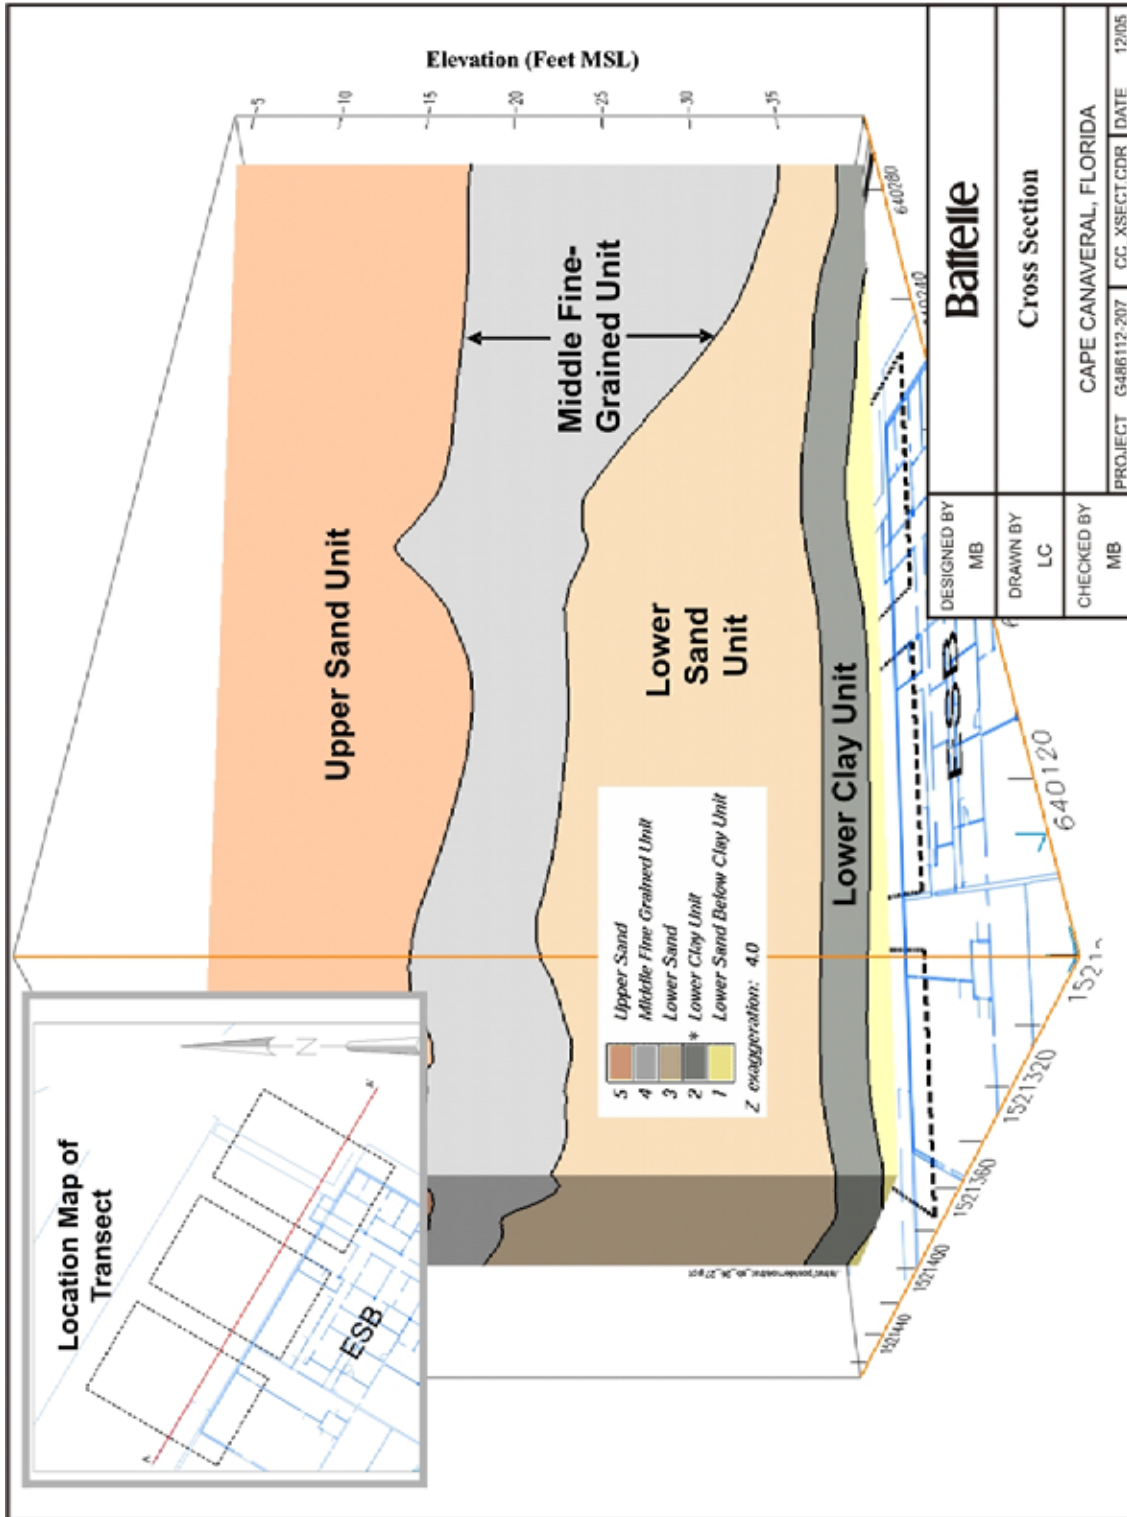 Elevation (Feet MSL)
-5
-10
-15
-20
-25
-30
-35
Location Map of
Transect
N
A'
ESB
Upper Sand Unit
Middle Fine-
Grained Unit
Lower
Sand
Unit
Lower Clay Unit
5 Upper Sand
4 Middle Fine Grained Unit
3 Lower Sand
2 * Lower Clay Unit
1 Lower Sand Below Clay Unit
Z exaggeration: 4.0
ESB
1521440
1521400
1521360
1521320
640120
640280
DESIGNED BY
MB
DRAWN BY
LC
CHECKED BY
MB
Battelle
Cross Section
CAPE CANAVERAL, FLORIDA
PROJECT G486112-207 CC_XSECT.CDR DATE 12/05